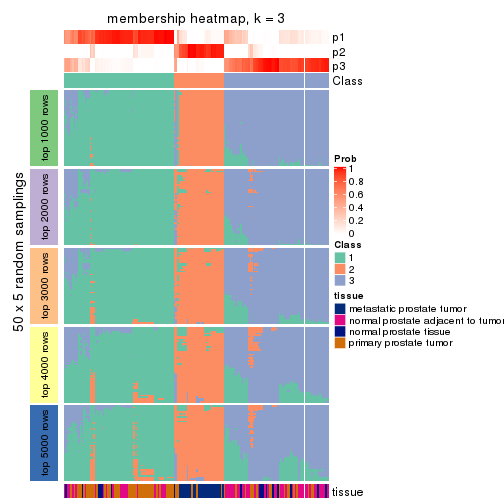 membership heatmap, k = 3
p1
p2
p3
Class
50 x 5 random samplings
top 1000 rows
top 2000 rows
top 3000 rows
top 4000 rows
top 5000 rows
Prob
1
0.8
0.6
0.4
0.2
0
Class
1
2
3
tissue
metastatic prostate tumor
normal prostate adjacent to tumor
normal prostate tissue
primary prostate tumor
tissue